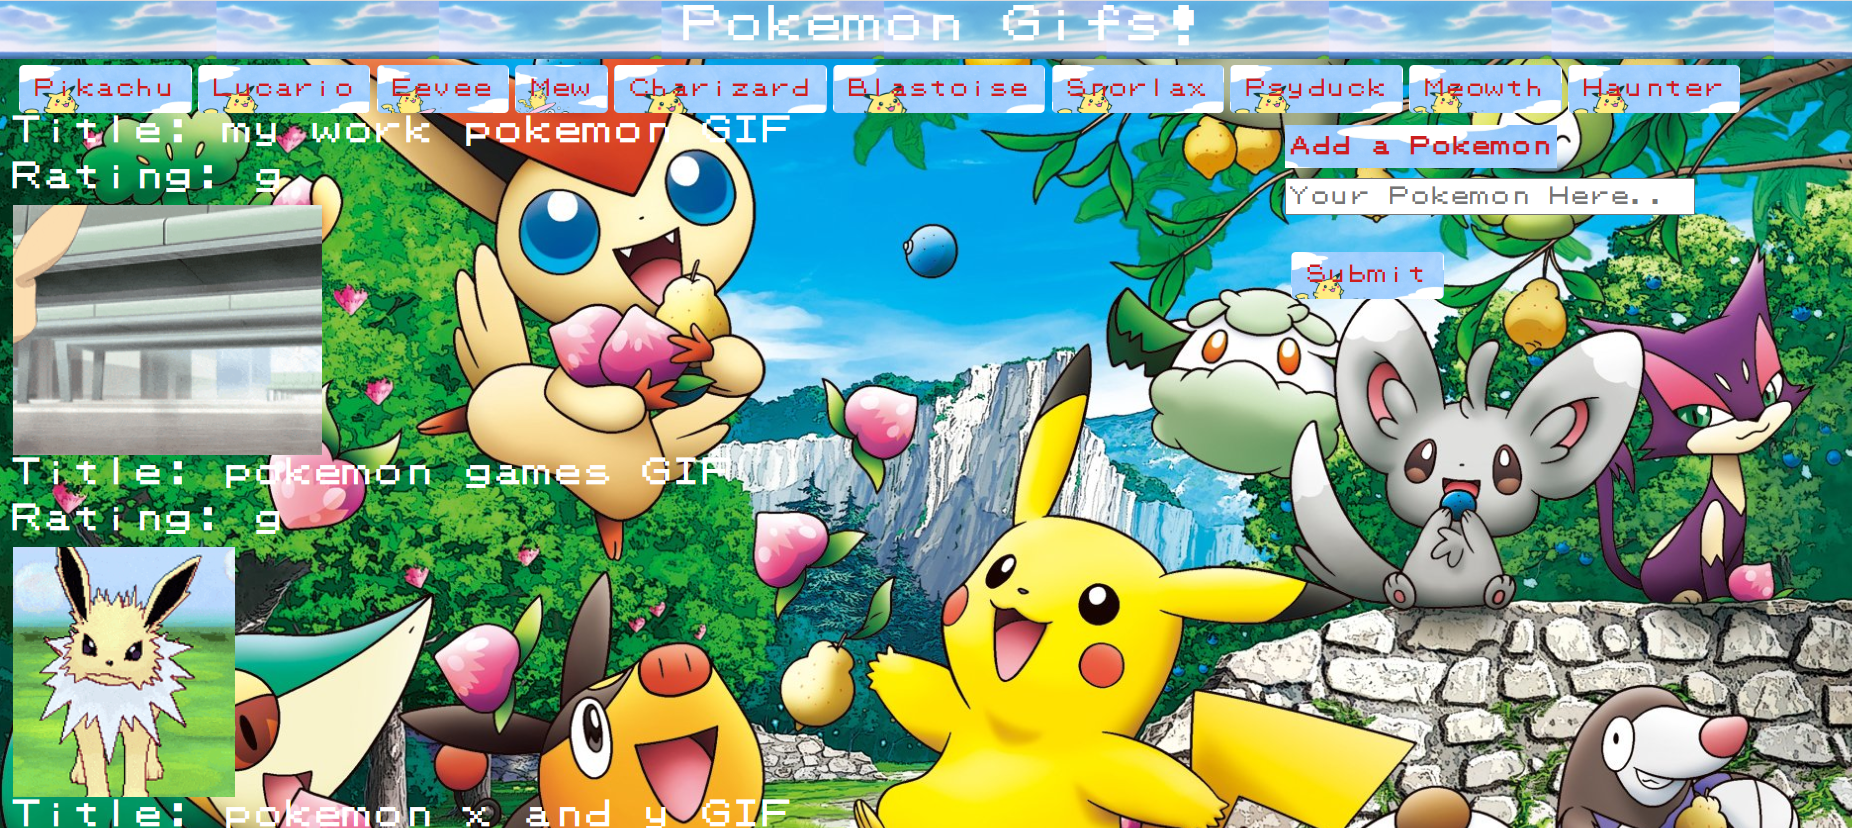 Pokemon Gifs!
Pikachu Lucario Eevee Mew Charizard Blastoise Snorlax Psyduck Meowth Haunter
Title: my work pokemon GIF
Rating: g
Add a Pokemon
Your Pokemon Here..
Submit
Title: pokemon games GIF
Rating: g
Title: pokemon x and y GIF